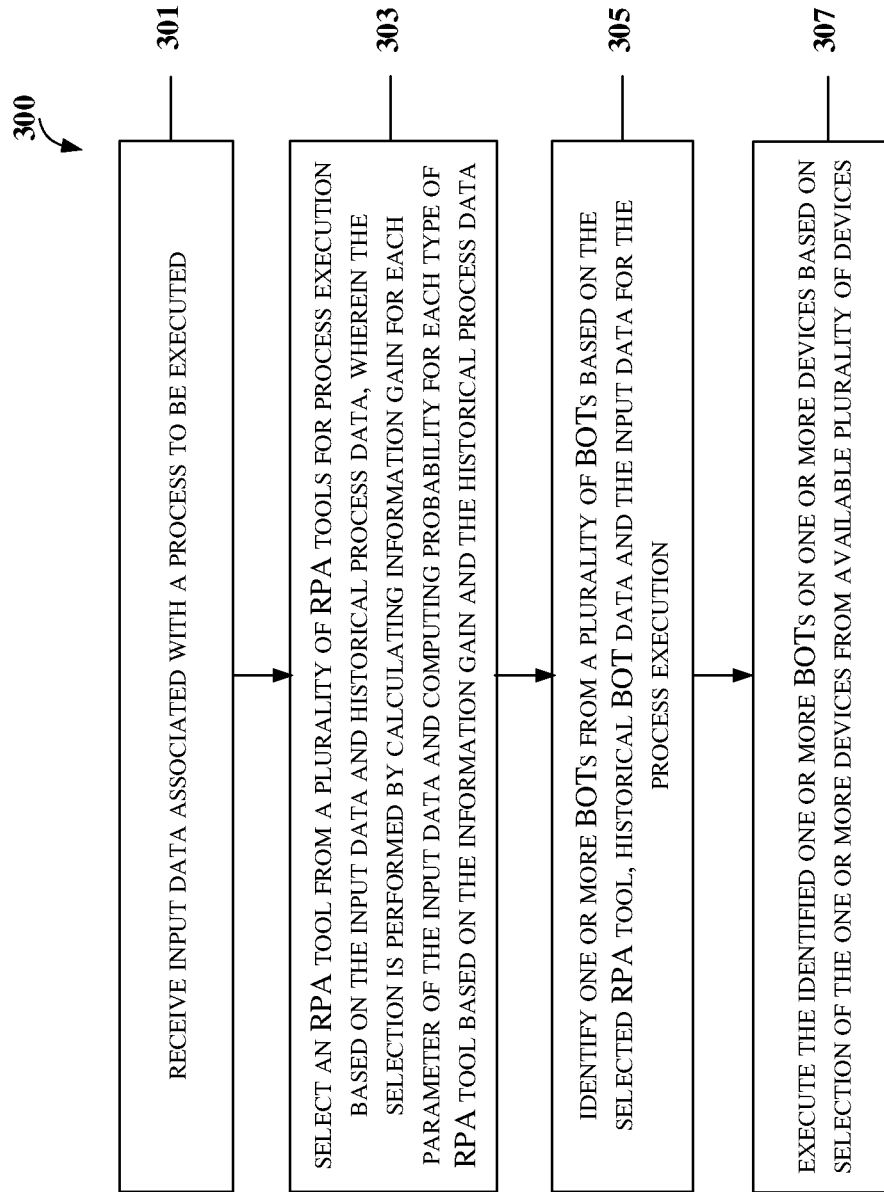 300
RECEIVE INPUT DATA ASSOCIATED WITH A PROCESS TO BE EXECUTED
301
SELECT AN RPA TOOL FROM A PLURALITY OF RPA TOOLS FOR PROCESS EXECUTION
BASED ON THE INPUT DATA AND HISTORICAL PROCESS DATA, WHEREIN THE
SELECTION IS PERFORMED BY CALCULATING INFORMATION GAIN FOR EACH
PARAMETER OF THE INPUT DATA AND COMPUTING PROBABILITY FOR EACH TYPE OF
RPA TOOL BASED ON THE INFORMATION GAIN AND THE HISTORICAL PROCESS DATA
303
IDENTIFY ONE OR MORE BOTS FROM A PLURALITY OF BOTS BASED ON THE
SELECTED RPA TOOL, HISTORICAL BOT DATA AND THE INPUT DATA FOR THE
PROCESS EXECUTION
305
EXECUTE THE IDENTIFIED ONE OR MORE BOTS ON ONE OR MORE DEVICES BASED ON
SELECTION OF THE ONE OR MORE DEVICES FROM AVAILABLE PLURALITY OF DEVICES
307